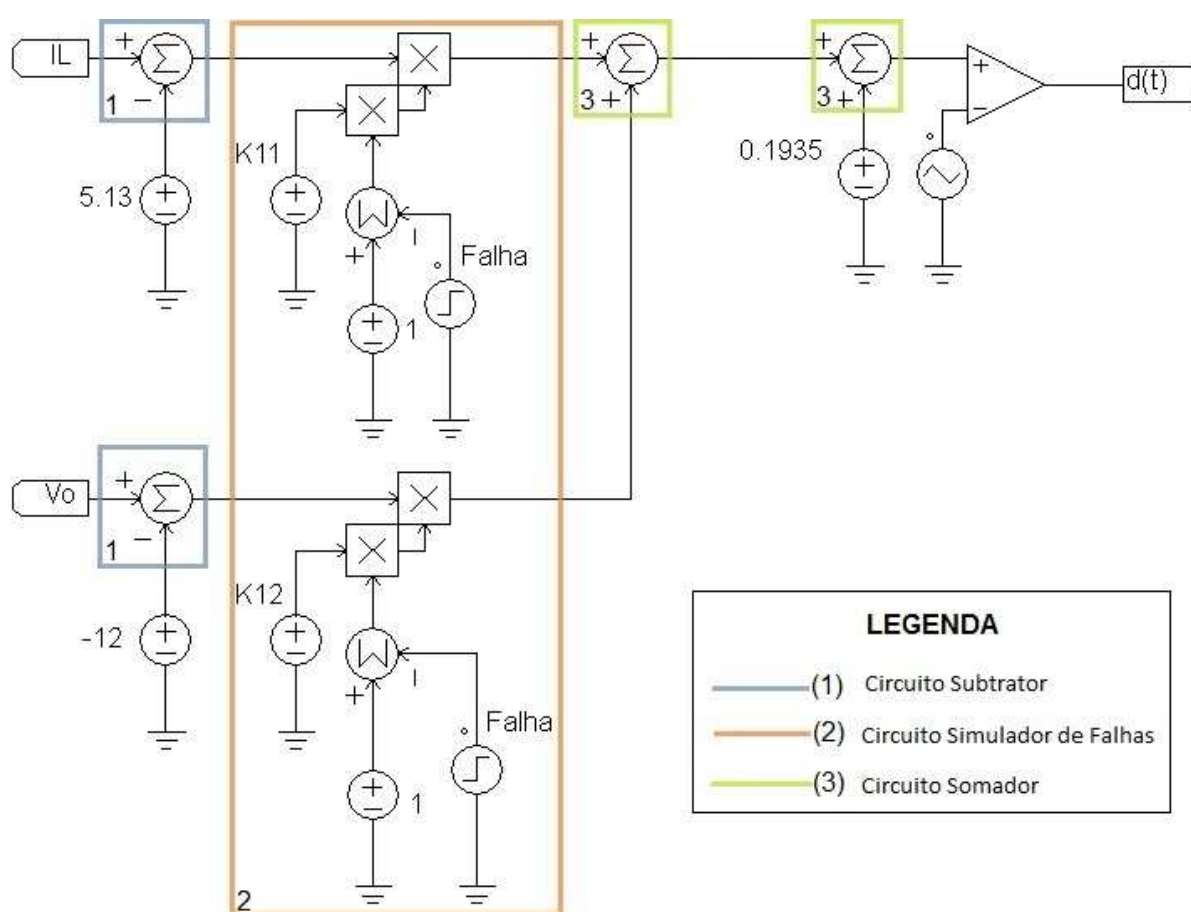 IL
+
Σ
1
−
5.13
K11
+
1
Falha
+
Σ
3
+
+
Σ
3
+
0.1935
+
−
d(t)
Vo
+
Σ
1
−
-12
K12
+
1
Falha
2
LEGENDA
(1) Circuito Subtrator
(2) Circuito Simulador de Falhas
(3) Circuito Somador